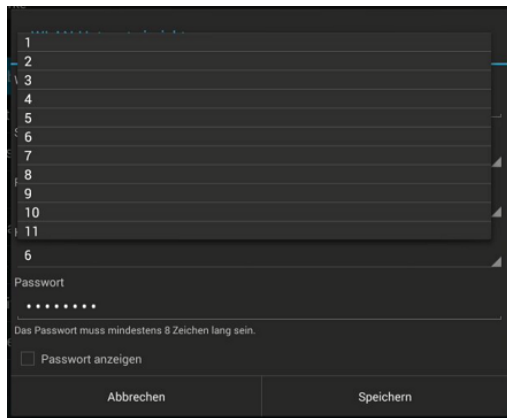 1
2
3
4
5
6
7
8
9
10
11
6
Passwort
........
Das Passwort muss mindestens 8 Zeichen lang sein.
Passwort anzeigen
Abbrechen
Speichern